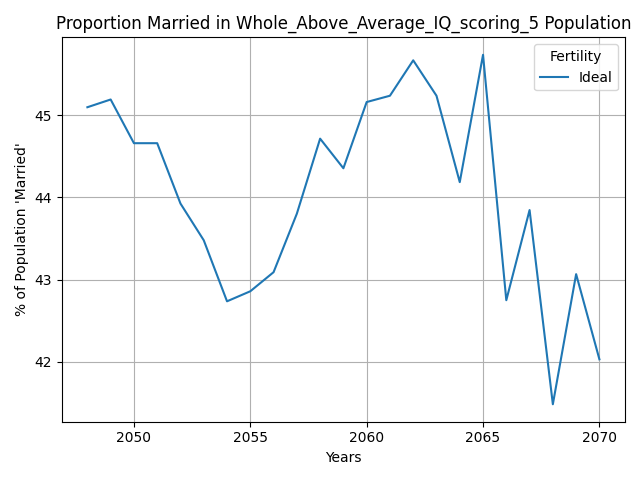 Proportion Married in Whole_Above_Average_IQ_scoring_5 Population
Fertility
Ideal
% of Population 'Married'
45
44
43
42
2050 2055 2060 2065 2070
Years